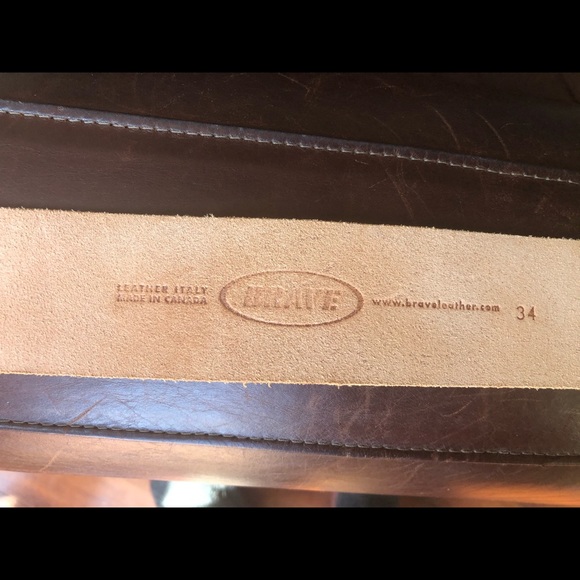 LEATHER ITALY
MADE IN CANADA
BRAVE
www.braveleather.com
34